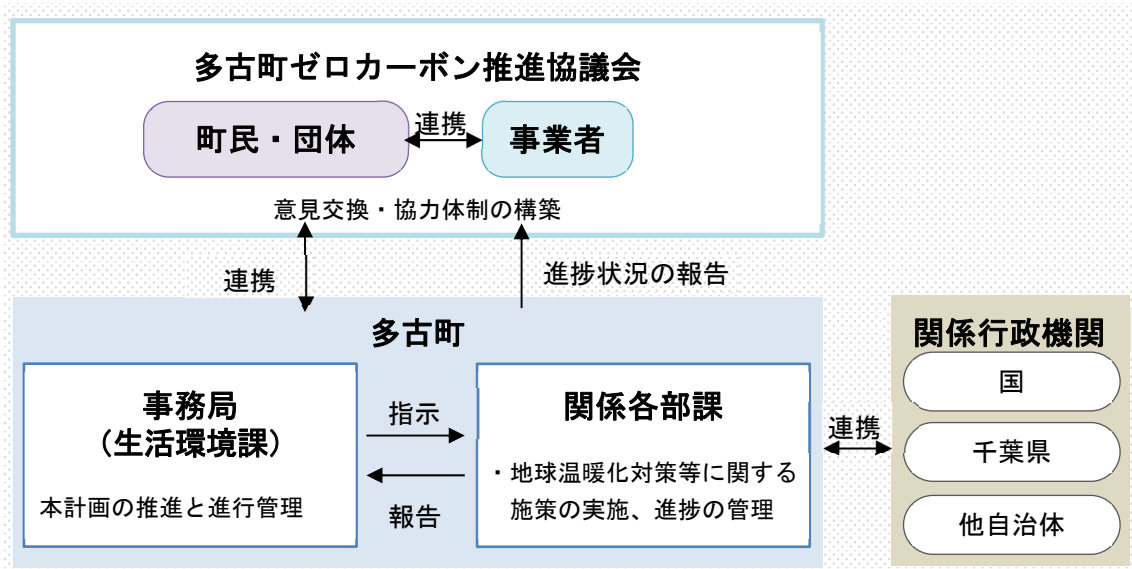 多古町ゼロカーボン推進協議会
町民・団体
連携
事業者
意見交換・協力体制の構築
連携
進捗状況の報告
多古町
事務局
（生活環境課）
本計画の推進と進行管理
指示
報告
関係各部課
・地球温暖化対策等に関する
施策の実施、進捗の管理
連携
関係行政機関
国
千葉県
他自治体